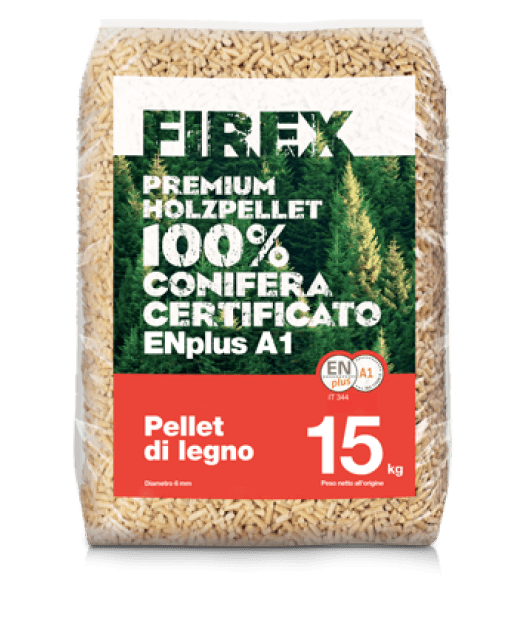 FIREX
PREMIUM
HOLZPELLET
100%
CONIFERA
CERTIFICATO
ENplus A1
EN
plus
A1
IT 344
Pellet
di legno
15 kg
Diametro 6 mm
Peso netto all'origine